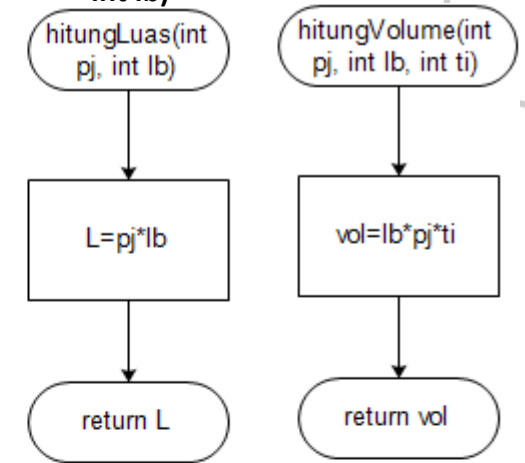 hitungLuas(int
pj, int lb)
L=pj*lb
return L
hitungVolume(int
pj, int lb, int ti)
vol=lb*pj*ti
return vol